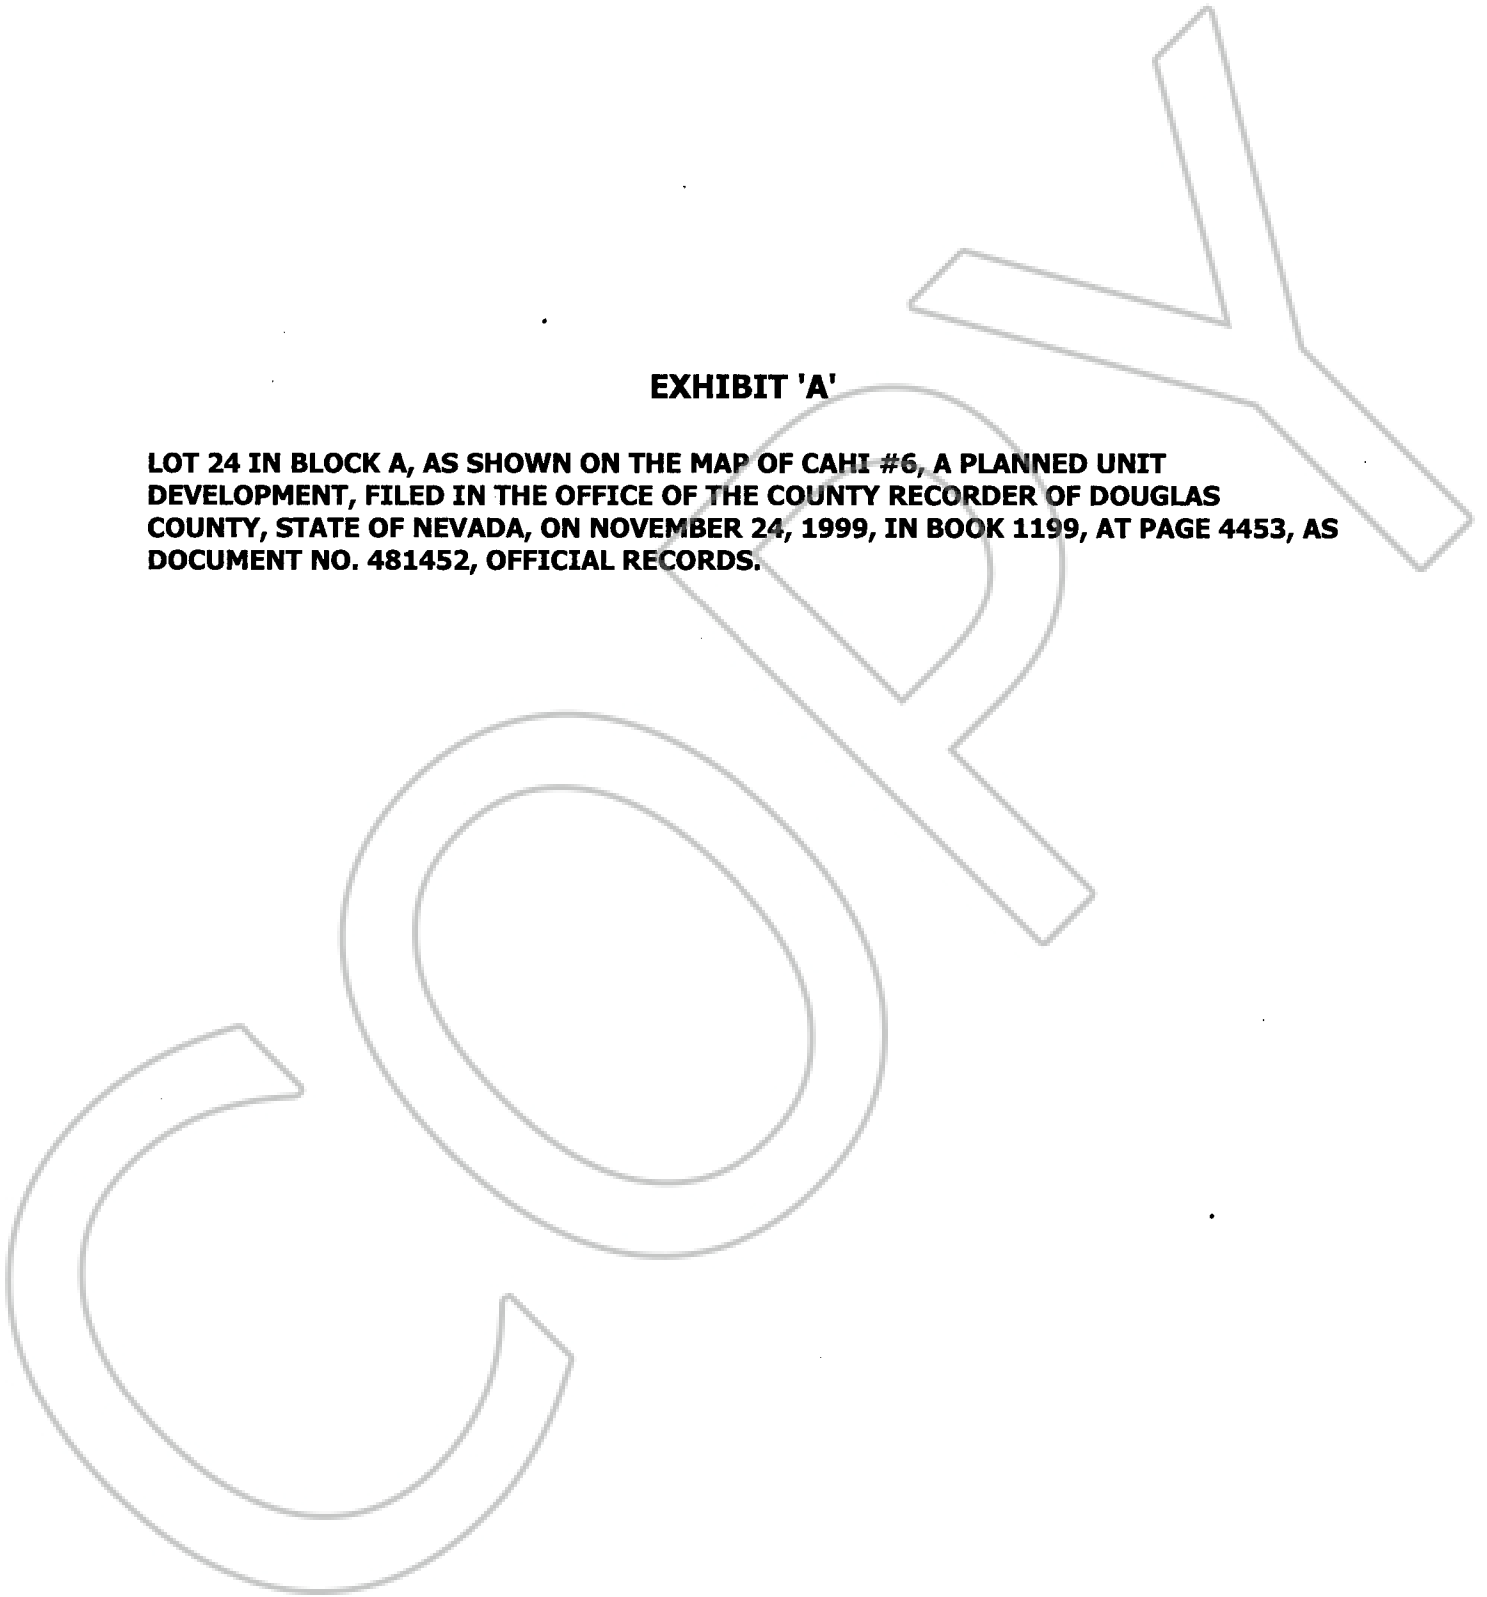 EXHIBIT 'A'
LOT 24 IN BLOCK A, AS SHOWN ON THE MAP OF CAHI #6, A PLANNED UNIT
DEVELOPMENT, FILED IN THE OFFICE OF THE COUNTY RECORDER OF DOUGLAS
COUNTY, STATE OF NEVADA, ON NOVEMBER 24, 1999, IN BOOK 1199, AT PAGE 4453, AS
DOCUMENT NO. 481452, OFFICIAL RECORDS.
COPY